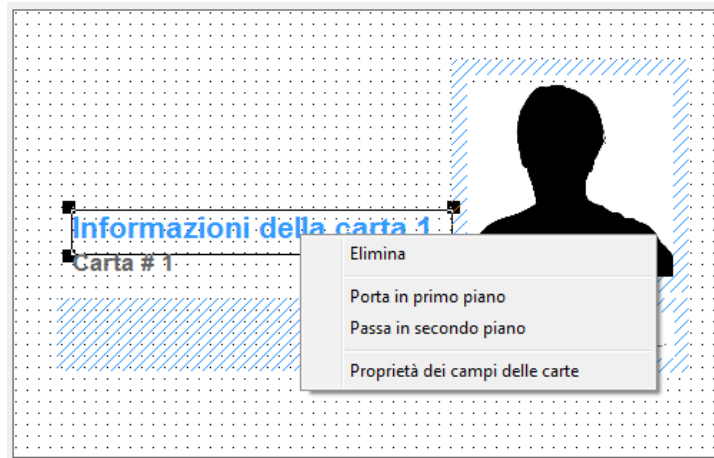 Informazioni della carta 1
Carta # 1
Elimina
Porta in primo piano
Passa in secondo piano
Proprietà dei campi delle carte